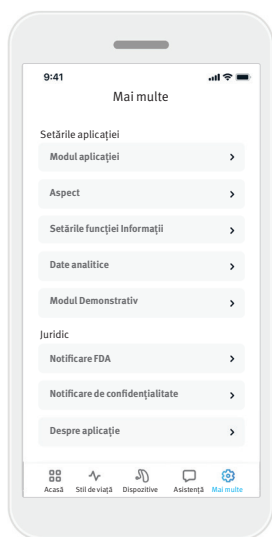 9:41
Mai multe
Setările aplicației
Modul aplicației
Aspect
Setările funcției Informații
Date analitice
Modul Demonstrativ
Juridic
Notificare FDA
Notificare de confidențialitate
Despre aplicație
Acasă Stil de viață Dispozitive Asistență Mai multe